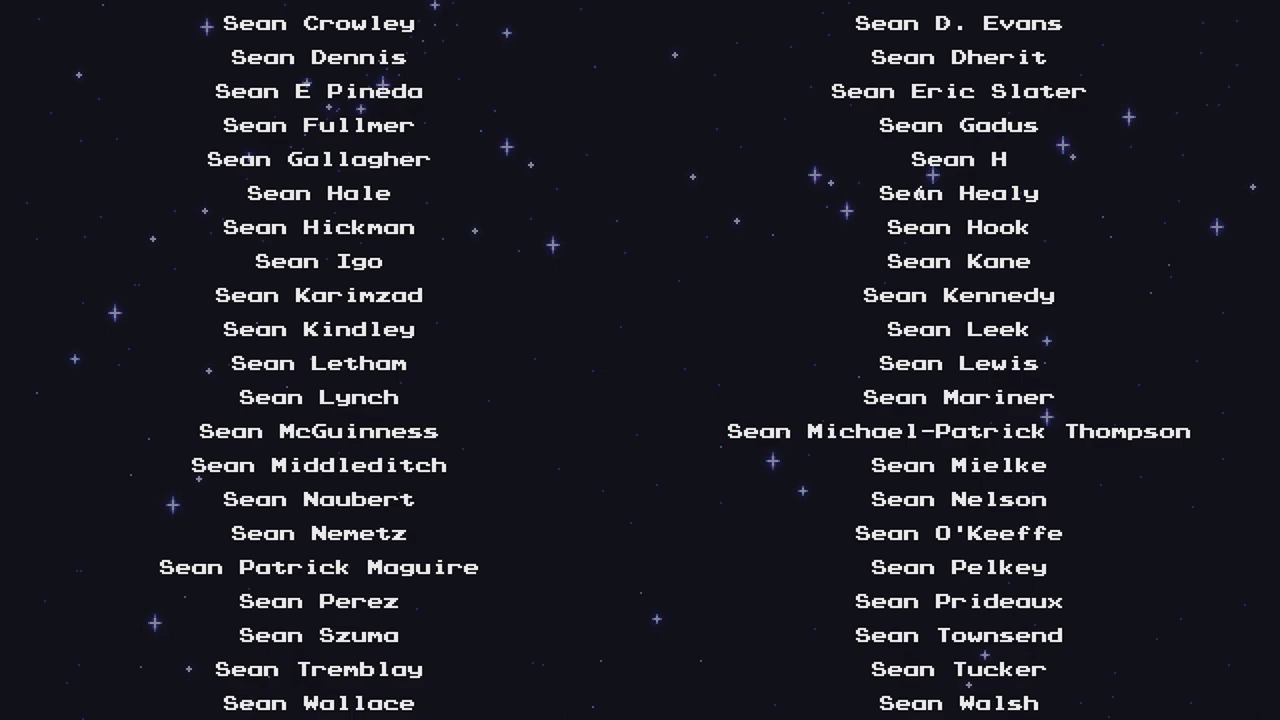 Sean Crowley
Sean D. Evans
Sean Dennis
Sean Dherit
Sean E Pineda
Sean Eric Slater
Sean Fullmer
Sean Gadus
Sean Gallagher
Sean H
Sean Hale
Seán Healy
Sean Hickman
Sean Hook
Sean Igo
Sean Kane
Sean Karimzad
Sean Kennedy
Sean Kindley
Sean Leek
Sean Letham
Sean Lewis
Sean Lynch
Sean Mariner
Sean McGuinness
Sean Michael-Patrick Thompson
Sean Middleditch
Sean Mielke
Sean Naubert
Sean Nelson
Sean Nemetz
Sean O'Keeffe
Sean Patrick Maguire
Sean Pelkey
Sean Perez
Sean Prideaux
Sean Szuma
Sean Townsend
Sean Tremblay
Sean Tucker
Sean Wallace
Sean Walsh